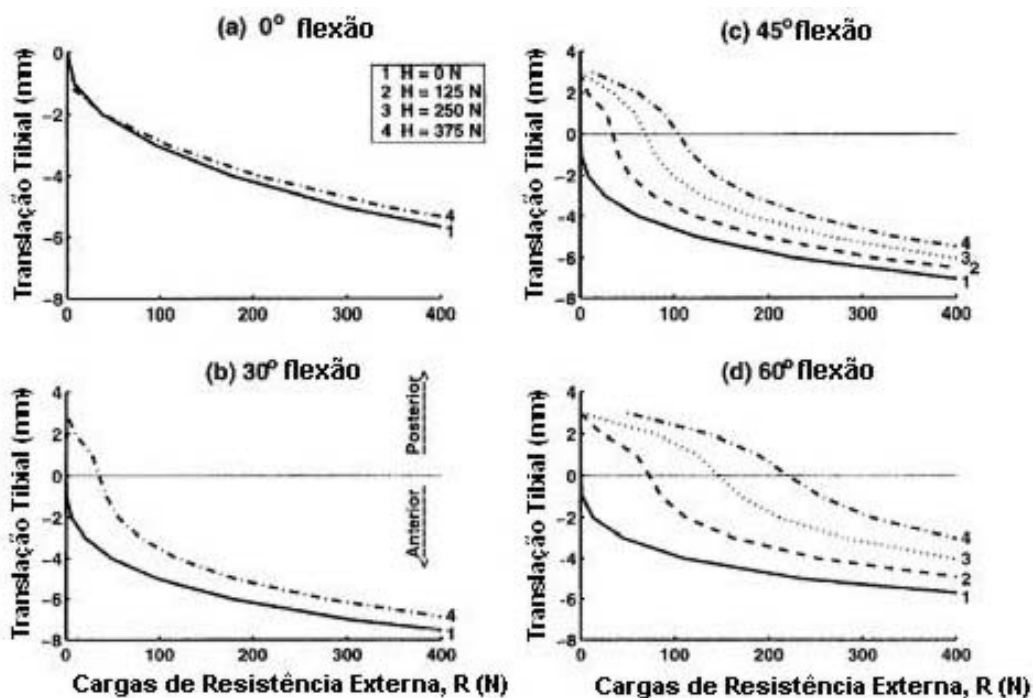 (a) 0° flexão
Translação Tibial (mm)
0
-2
-4
-6
-8
0 100 200 300 400
1 H = 0 N
2 H = 125 N
3 H = 250 N
4 H = 375 N
4
1
(c) 45° flexão
Translação Tibial (mm)
4
2
0
-2
-4
-6
-8
0 100 200 300 400
4
3
2
1
(b) 30° flexão
Translação Tibial (mm)
4
2
0
-2
-4
-6
-8
0 100 200 300 400
Posterior
Anterior
4
1
Cargas de Resistência Externa, R (N)
(d) 60° flexão
Translação Tibial (mm)
4
2
0
-2
-4
-6
-8
0 100 200 300 400
4
3
2
1
Cargas de Resistência Externa, R (N)